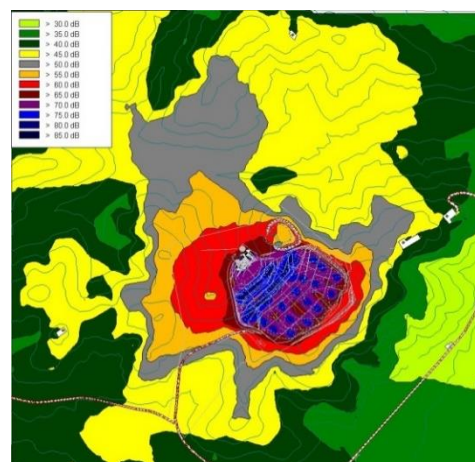 > 30.0 dB
> 35.0 dB
> 40.0 dB
> 45.0 dB
> 50.0 dB
> 55.0 dB
> 60.0 dB
> 65.0 dB
> 70.0 dB
> 75.0 dB
> 80.0 dB
> 85.0 dB